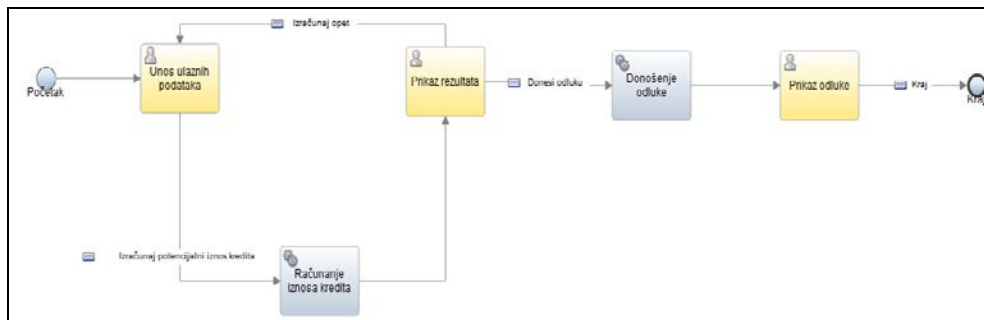 Izračunaj opet
Unos ulaznih
podataka
Početak
Prikaz rezultata
Donesi odluku
Donošenje
odluke
Prikaz odluke
Kraj
Kraj
Izračunaj potencijalni iznos kredita
Računanje
iznosa kredita